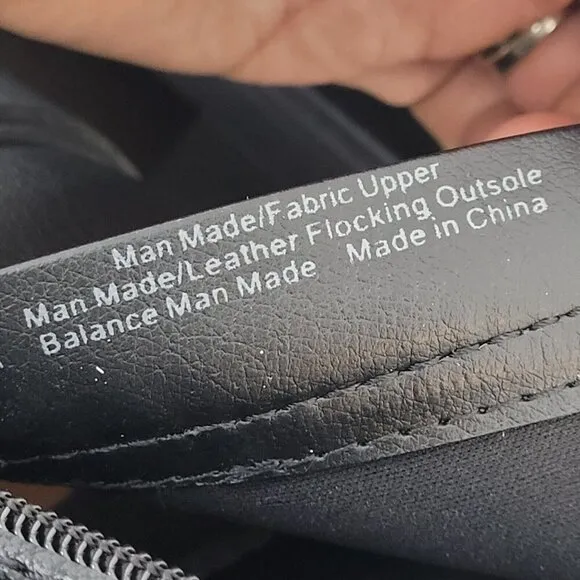 Man Made/Fabric Upper
Man Made/Leather Flocking Outsole
Balance Man Made Made in China